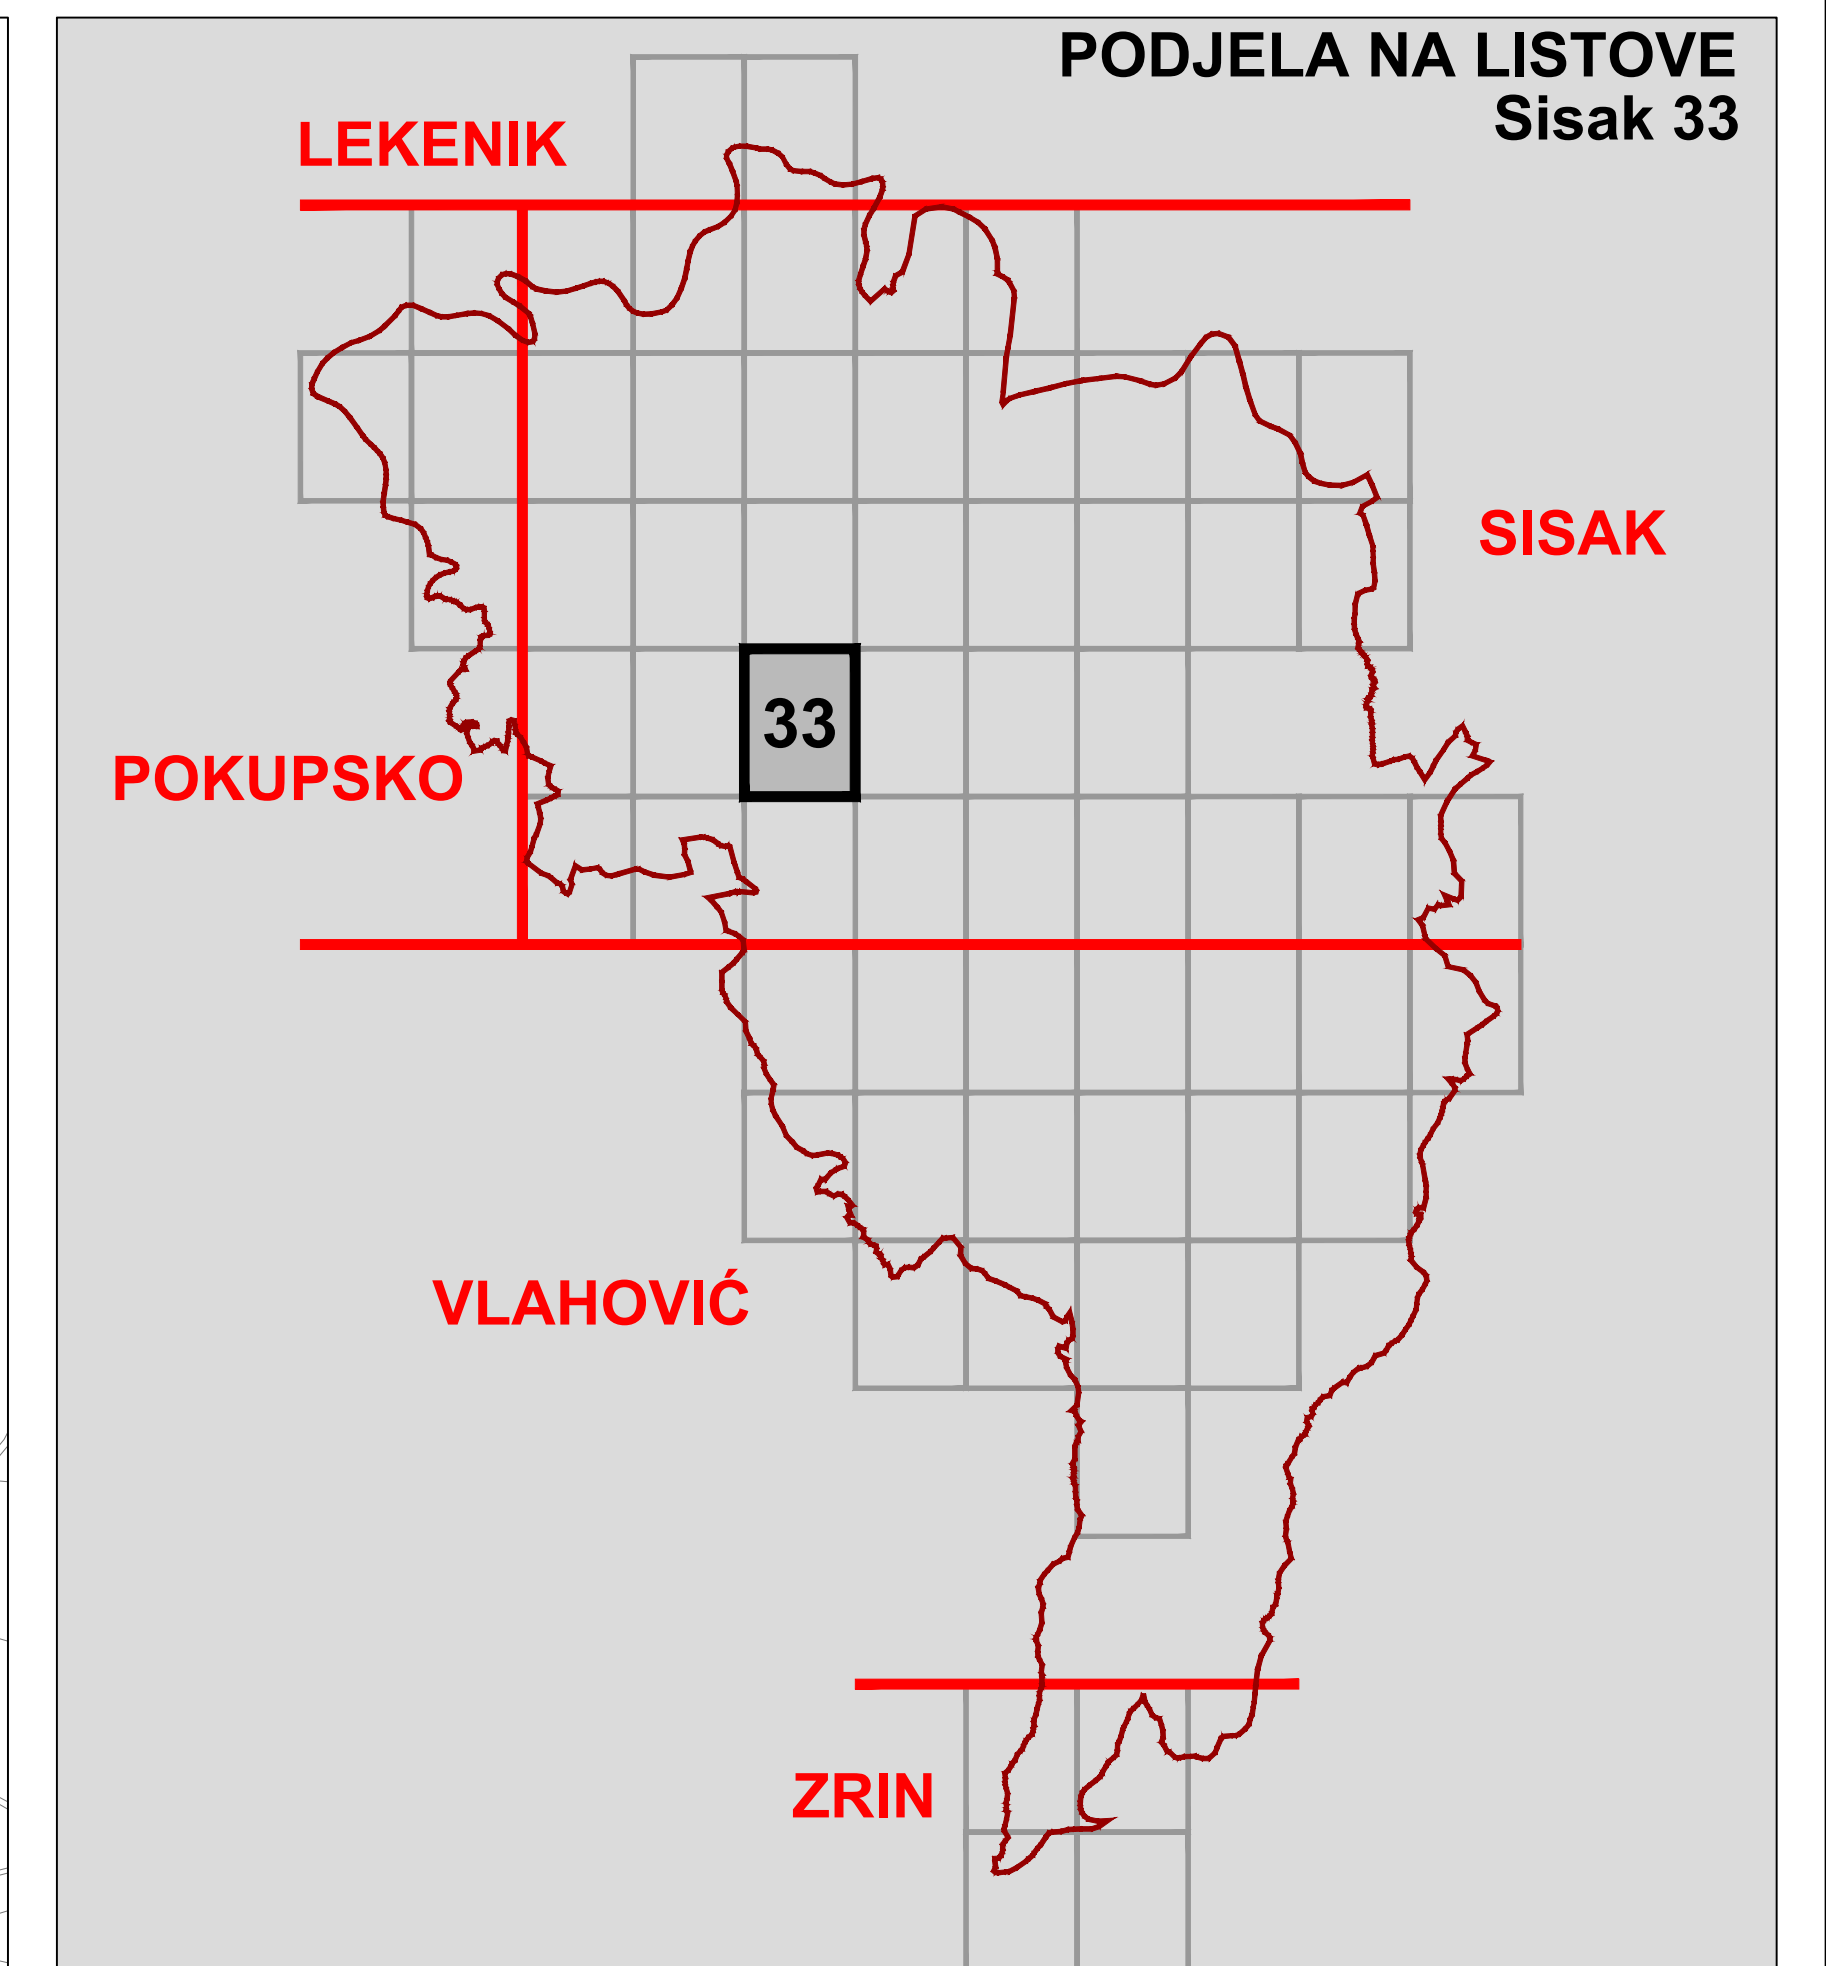 PODJELA NA LISTOVE
Sisak 33
LEKENIK
SISAK
33
POKUPSKO
VLAHOVIĆ
ZRIN